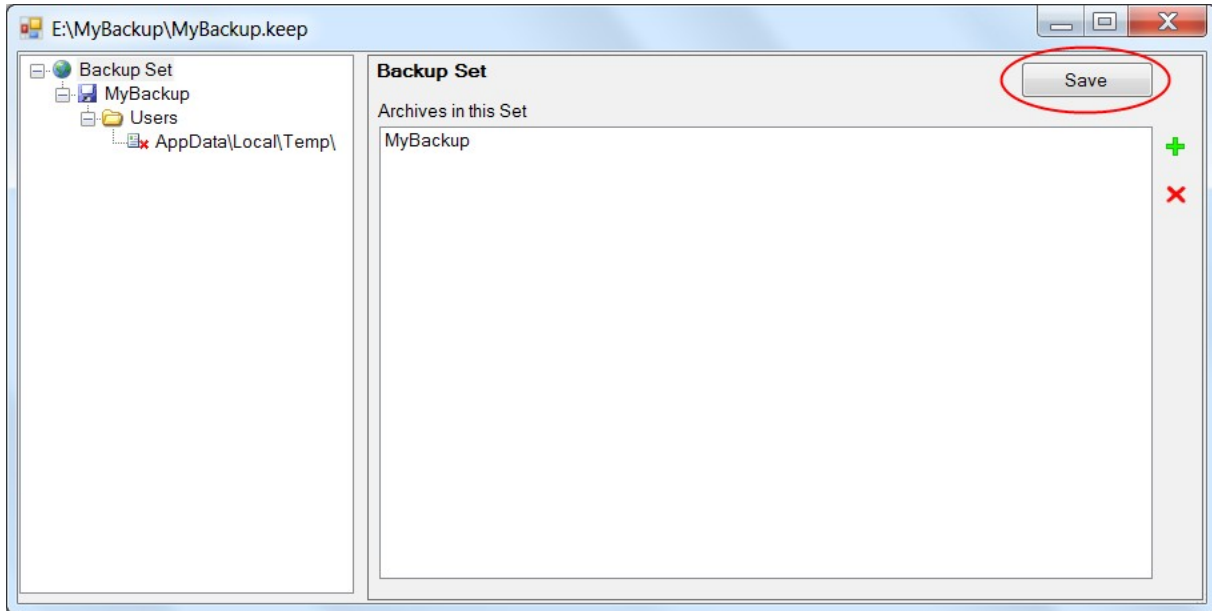 E:\MyBackup\MyBackup.keep
Backup Set
MyBackup
Users
AppData\Local\Temp\
Backup Set
Save
Archives in this Set
MyBackup